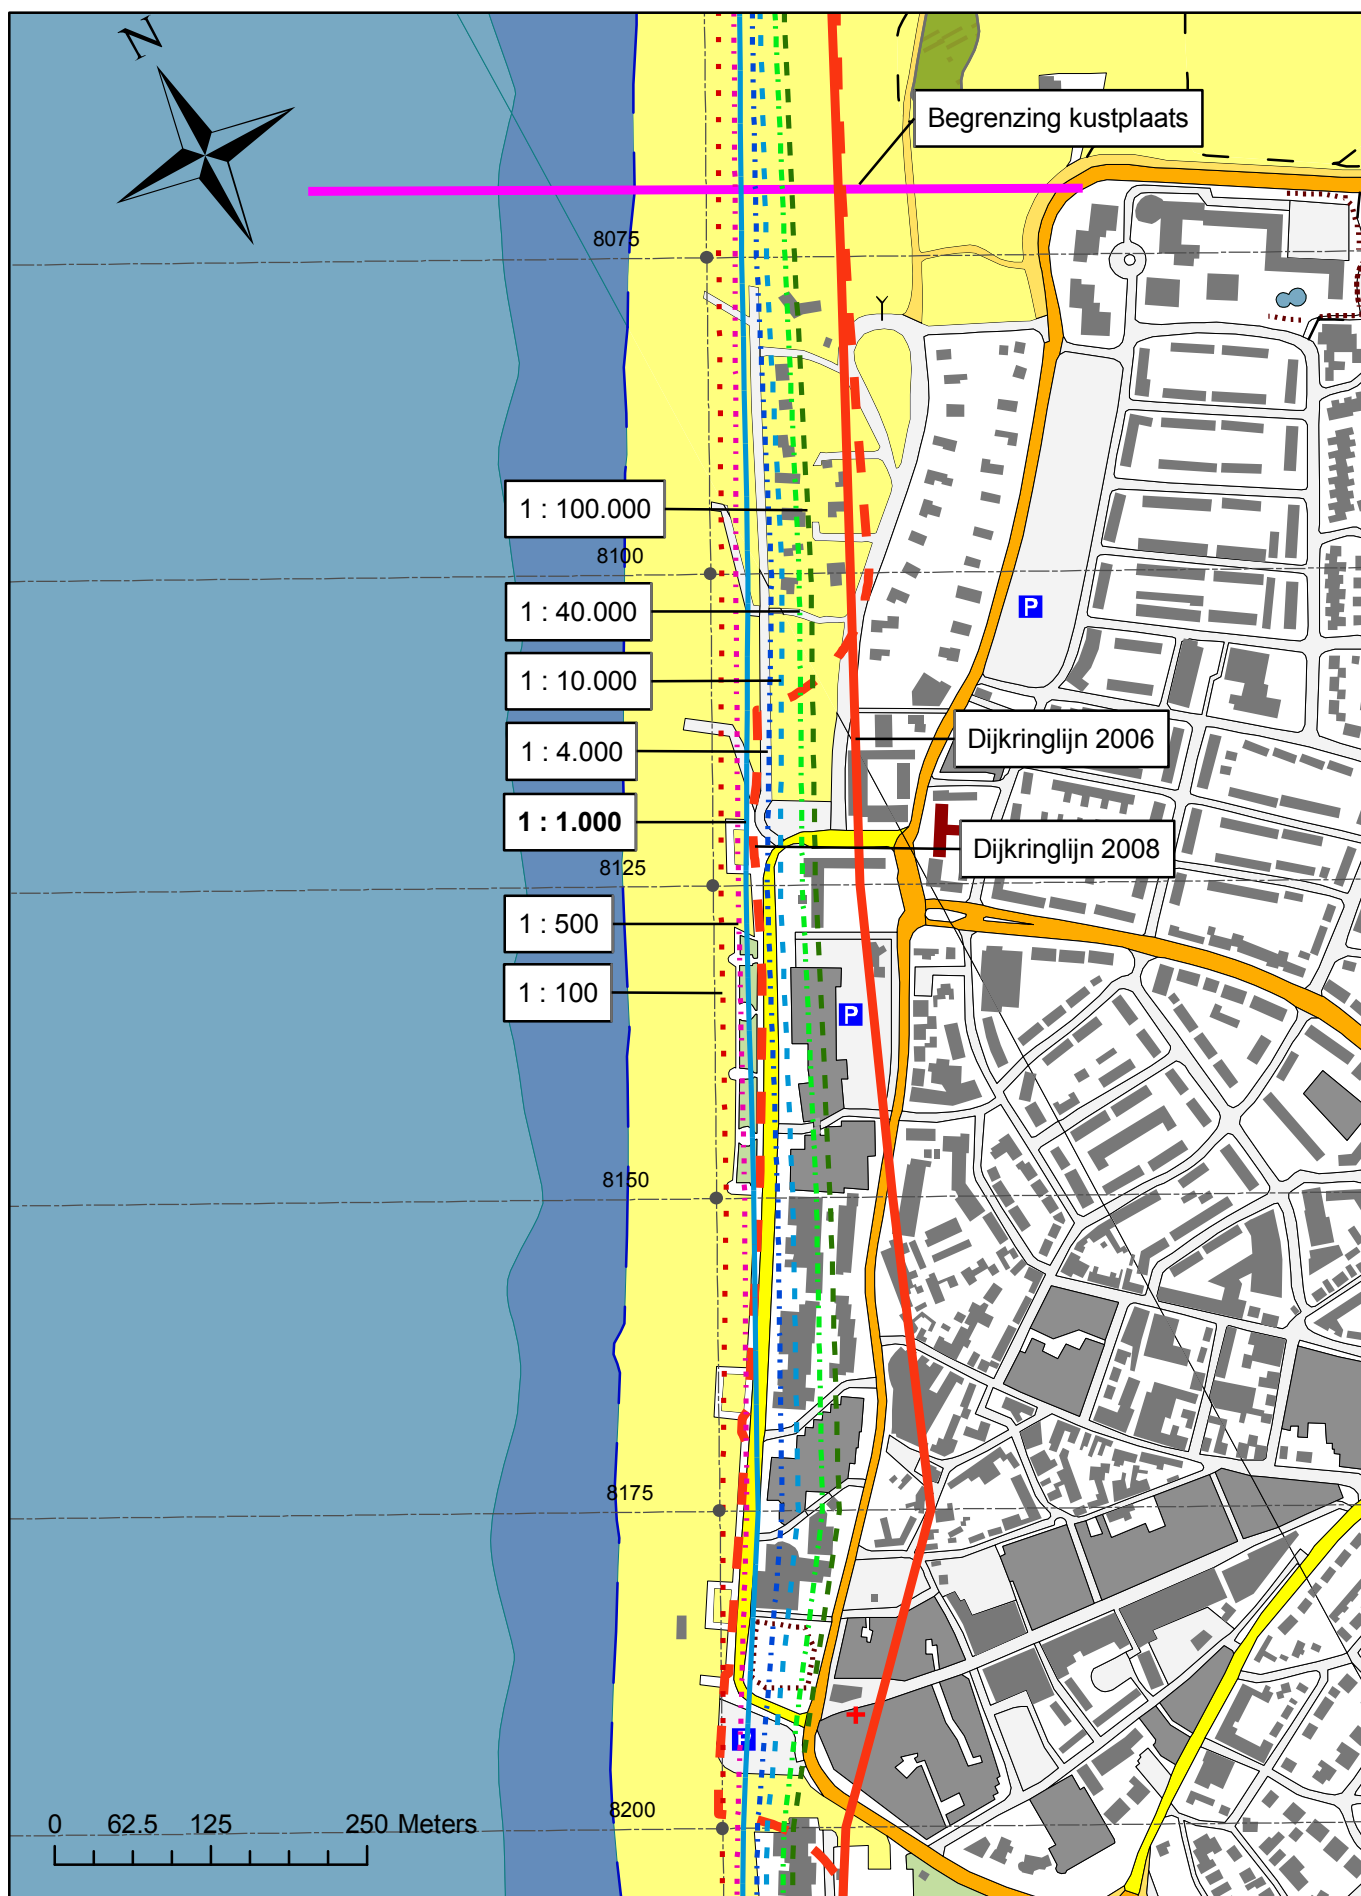 N
Begrenzing kustplaats
8075
1 : 100.000
8100
1 : 40.000
P
1 : 10.000
Dijkringlijn 2006
1 : 4.000
1 : 1.000
Dijkringlijn 2008
8125
1 : 500
1 : 100
P
8150
8175
P
8200
0 62.5 125 250 Meters